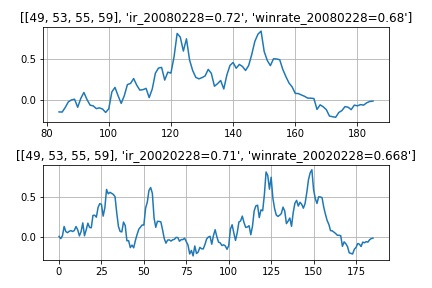 [[49, 53, 55, 59], 'ir_20080228=0.72', 'winrate_20080228=0.68']
0.5
0.0
80 100 120 140 160 180
[[49, 53, 55, 59], 'ir_20020228=0.71', 'winrate_20020228=0.668']
0.5
0.0
0 25 50 75 100 125 150 175